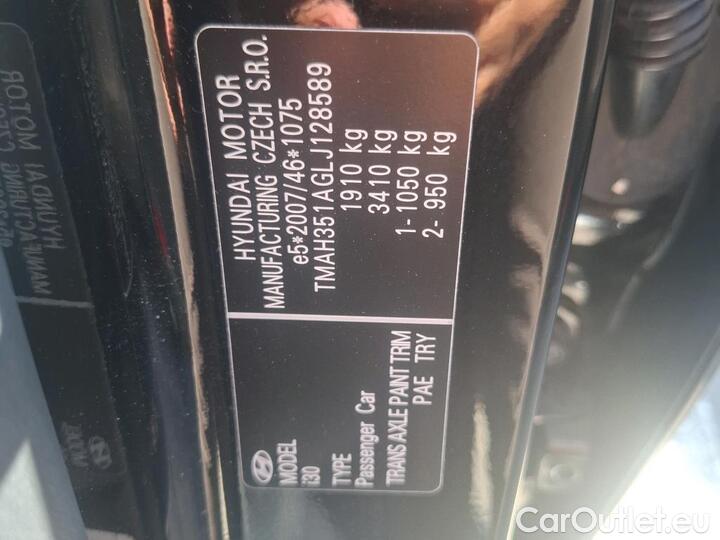 HYUNDAI MOTOR
MANUFACTURING CZECH S.R.O.
e5*2007/46*1075
TMAH351AGLJ128589
1910 kg
3410 kg
1- 1050 kg
2- 950 kg
MODEL
i30
TYPE
Passenger Car
TRANS AXLE PAINT TRIM
PAE TRY
CarOutlet.eu